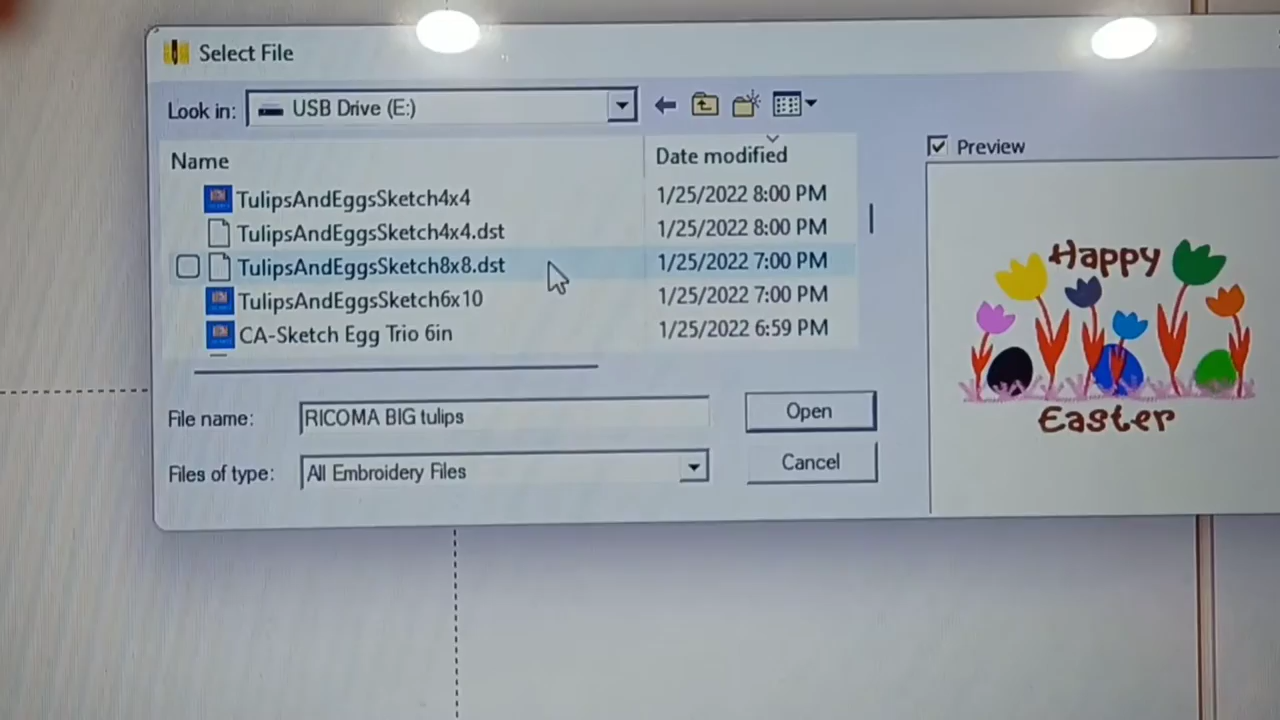 Select File
Look in: USB Drive (E:)
Name Date modified
TulipsAndEggsSketch4x4 1/25/2022 8:00 PM
TulipsAndEggsSketch4x4.dst 1/25/2022 8:00 PM
TulipsAndEggsSketch8x8.dst 1/25/2022 7:00 PM
TulipsAndEggsSketch6x10 1/25/2022 7:00 PM
CA-Sketch Egg Trio 6in 1/25/2022 6:59 PM
File name: RICOMA BIG tulips Open
Files of type: All Embroidery Files Cancel
Preview
Happy
Easter